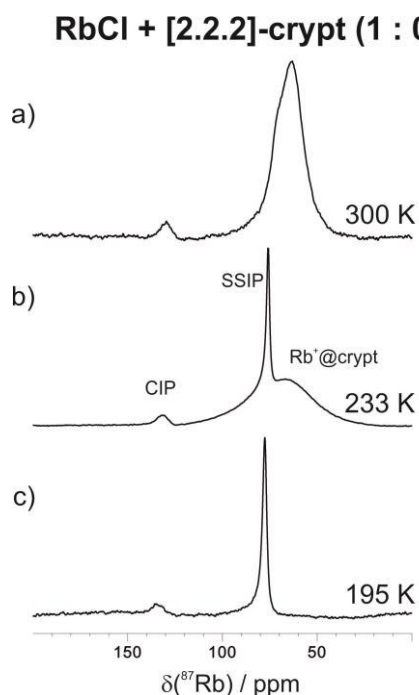 RbCl + [2.2.2]-crypt (1 : 0
a)
300 K
b)
SSIP
Rb⁺@crypt
CIP
233 K
c)
195 K
150 100 50
δ(⁸⁷Rb) / ppm